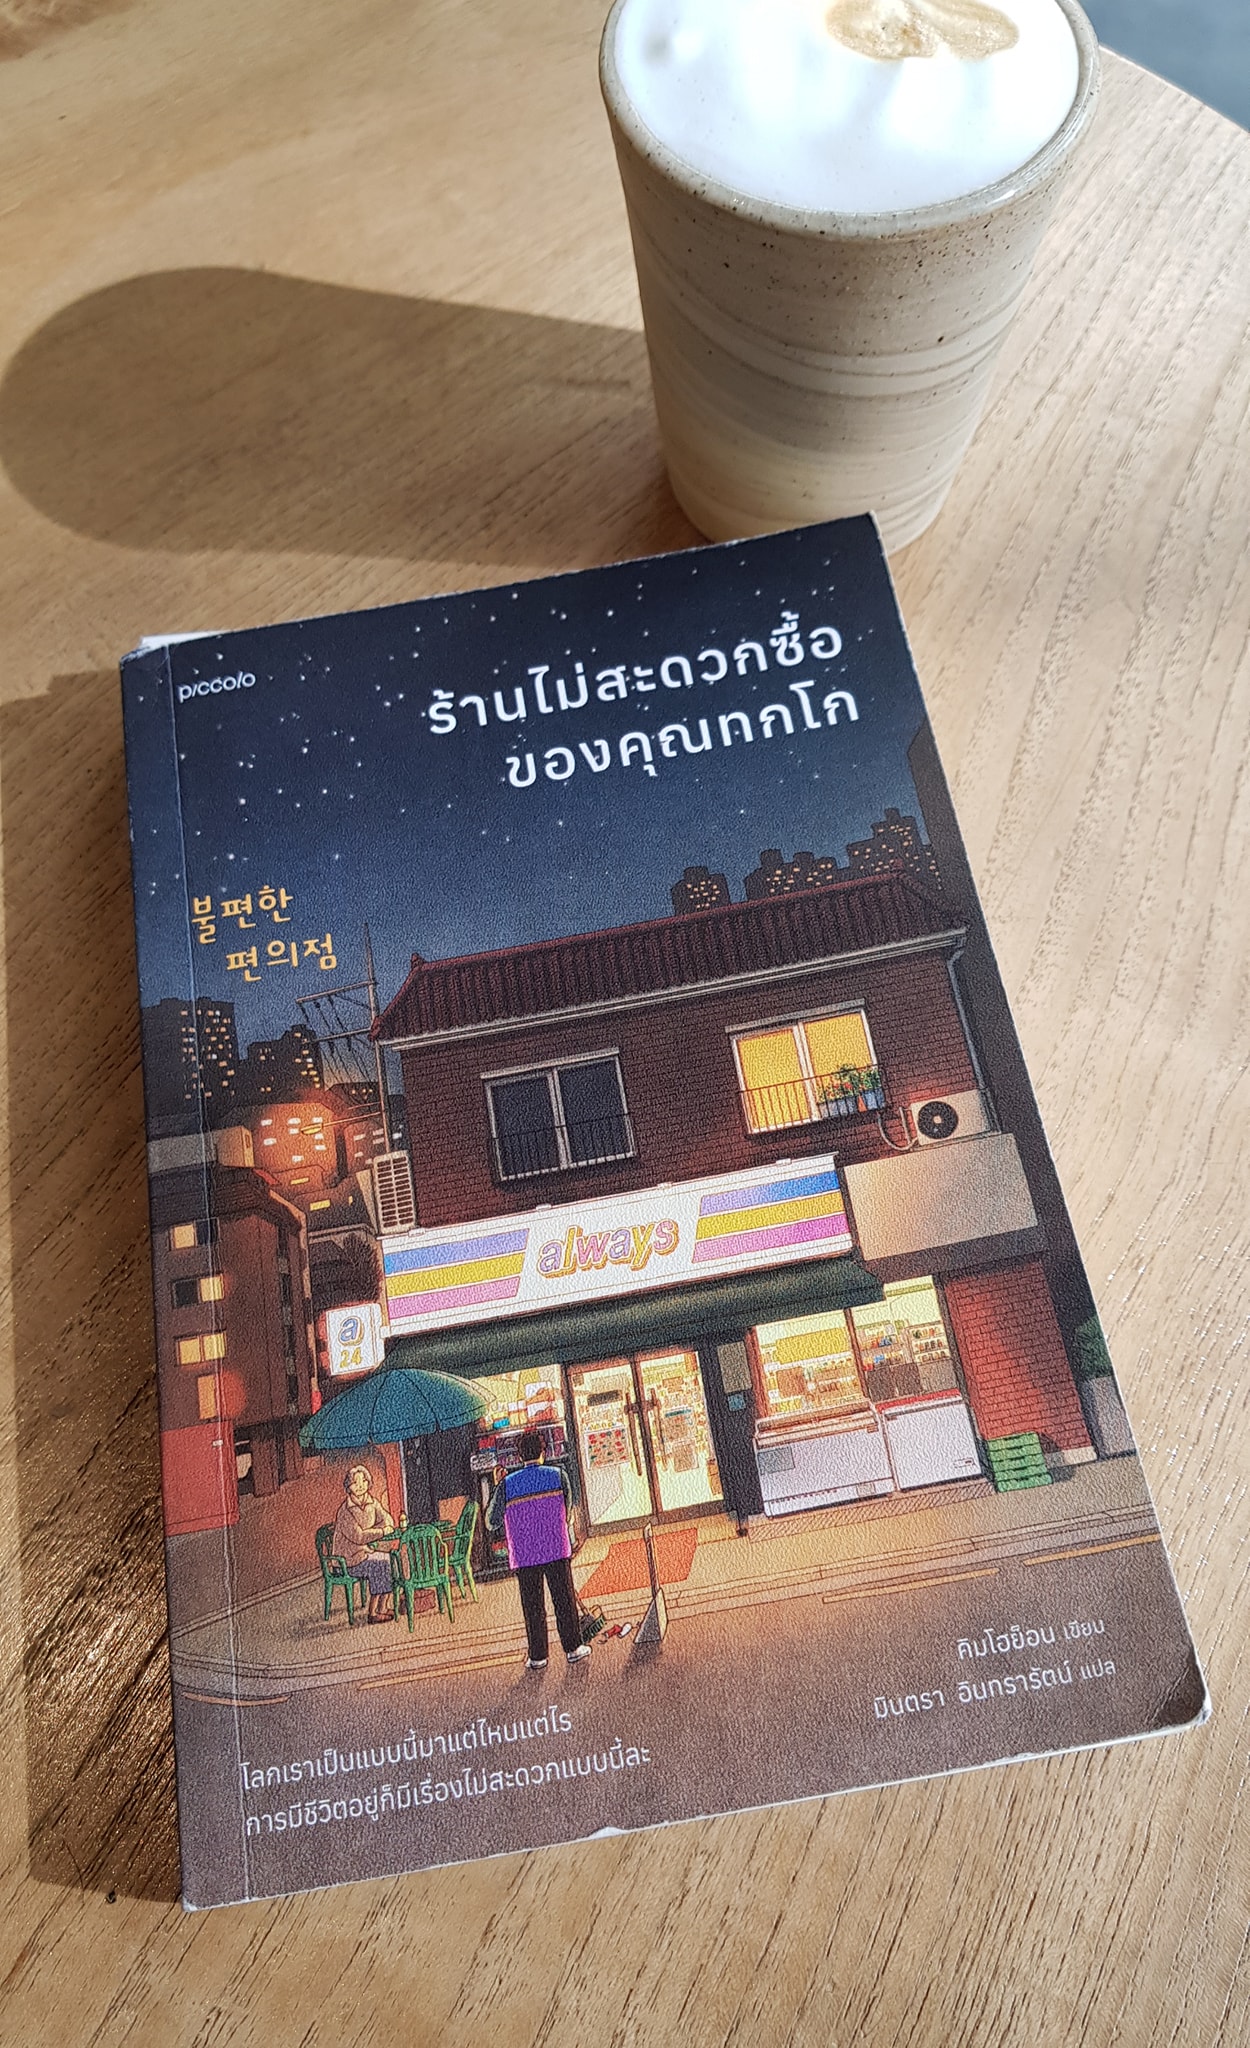 piccolo
ร้านไม่สะดวกซื้อ
ของคุณทกโก
불편한
편의점
always
a
24
คิมโฮย็อน เขียน
มินตรา อินทรารัตน์ แปล
โลกเราเป็นแบบนี้มาแต่ไหนแต่ไร
การมีชีวิตอยู่ก็มีเรื่องไม่สะดวกแบบนี้ละ